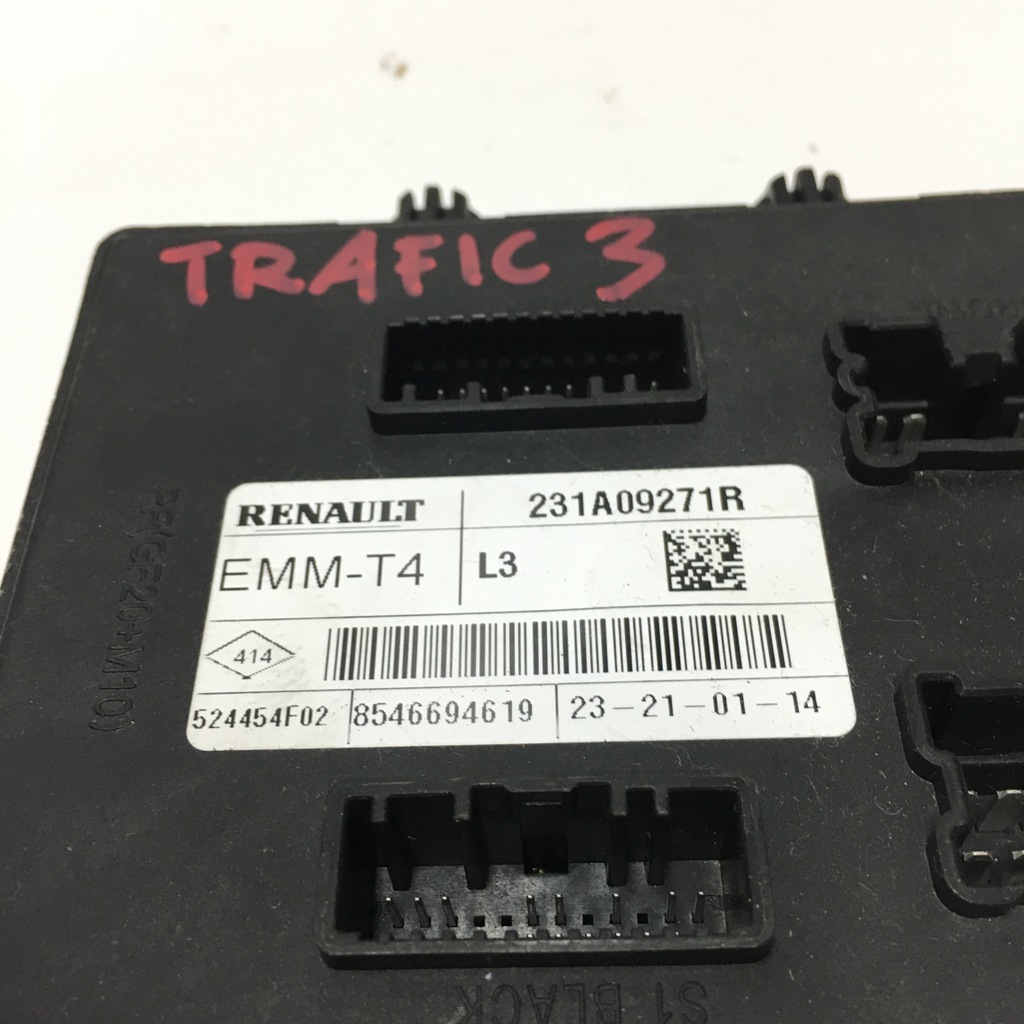 TRAFIC 3
RENAULT 231A09271R
EMM-T4 L3
414
524454F02 8546694619 23-21-01-14
S1 BLACK